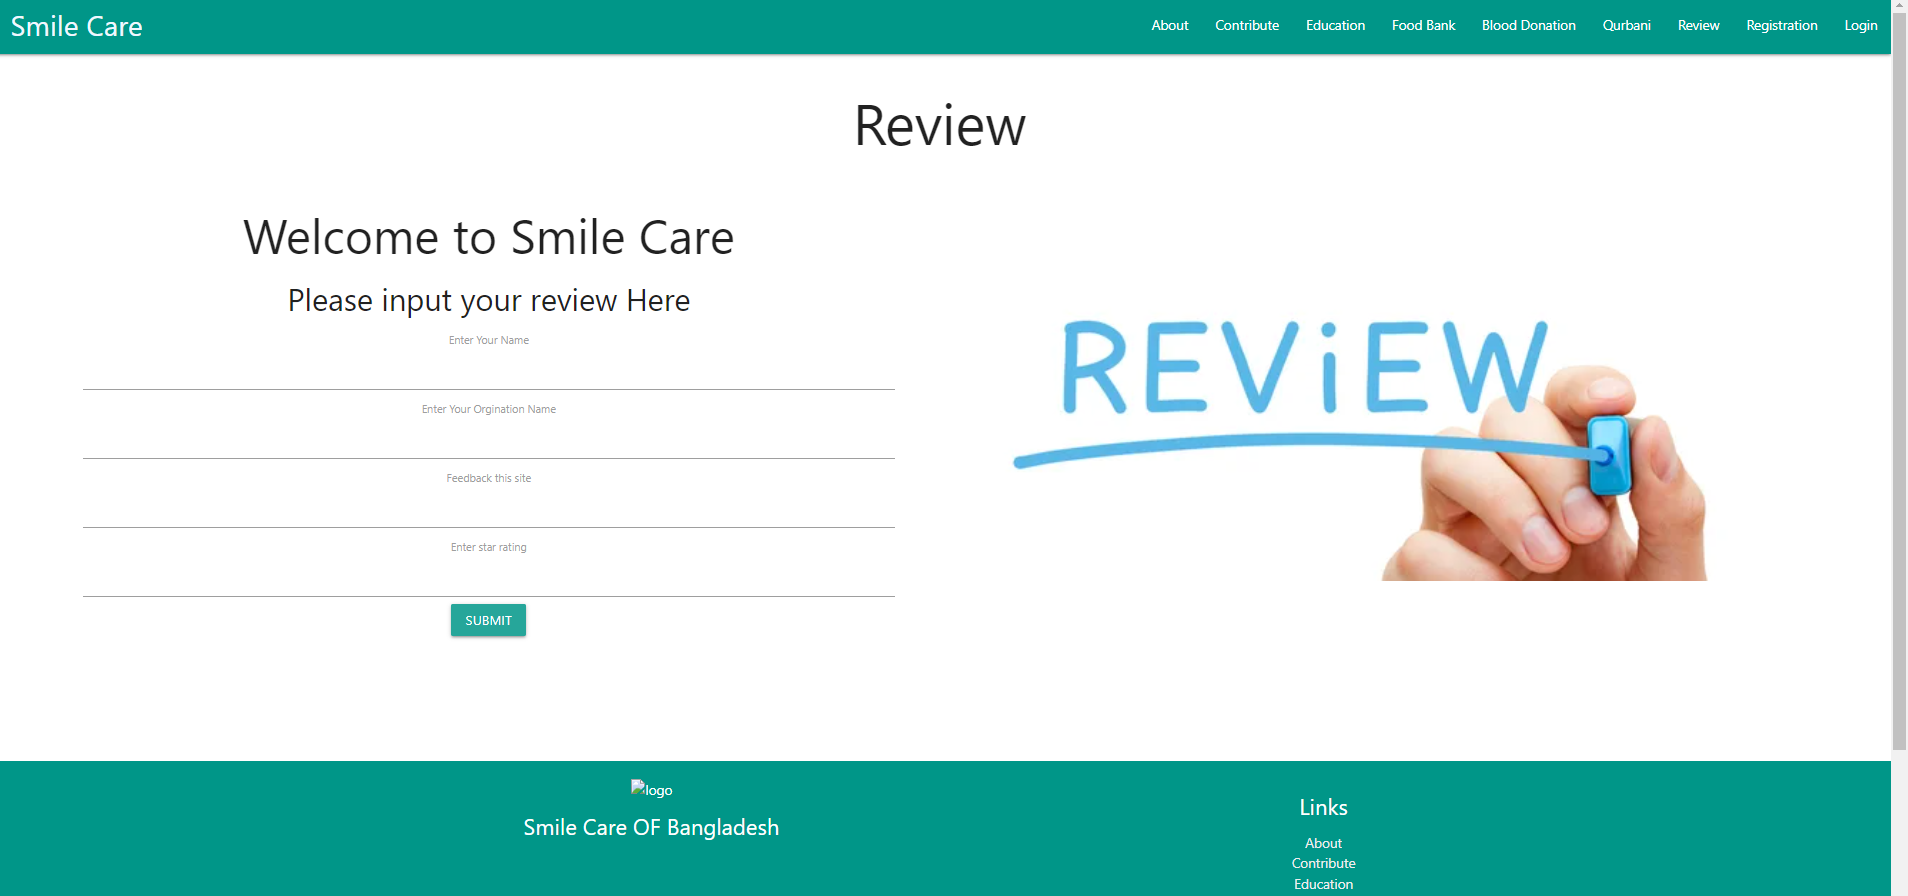 Smile Care
About Contribute Education Food Bank Blood Donation Qurbani Review Registration Login
Review
Welcome to Smile Care
Please input your review Here
Enter Your Name
Enter Your Orgination Name
Feedback this site
Enter star rating
SUBMIT
REViEW
logo
Smile Care OF Bangladesh
Links
About
Contribute
Education